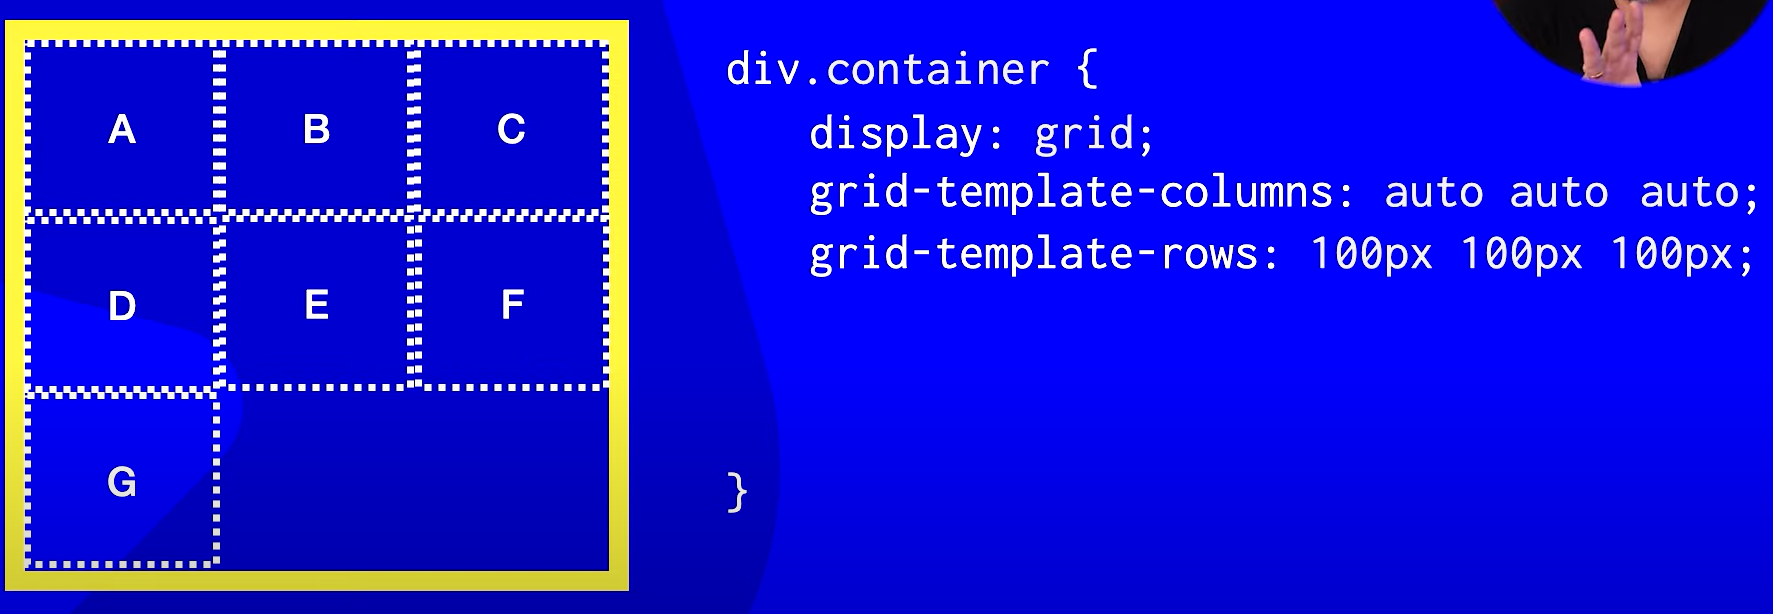 A B C
D E F
G
div.container {
display: grid;
grid-template-columns: auto auto auto;
grid-template-rows: 100px 100px 100px;
}